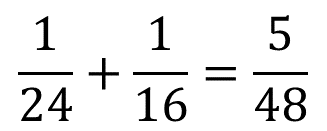 1/24 + 1/16 = 5/48